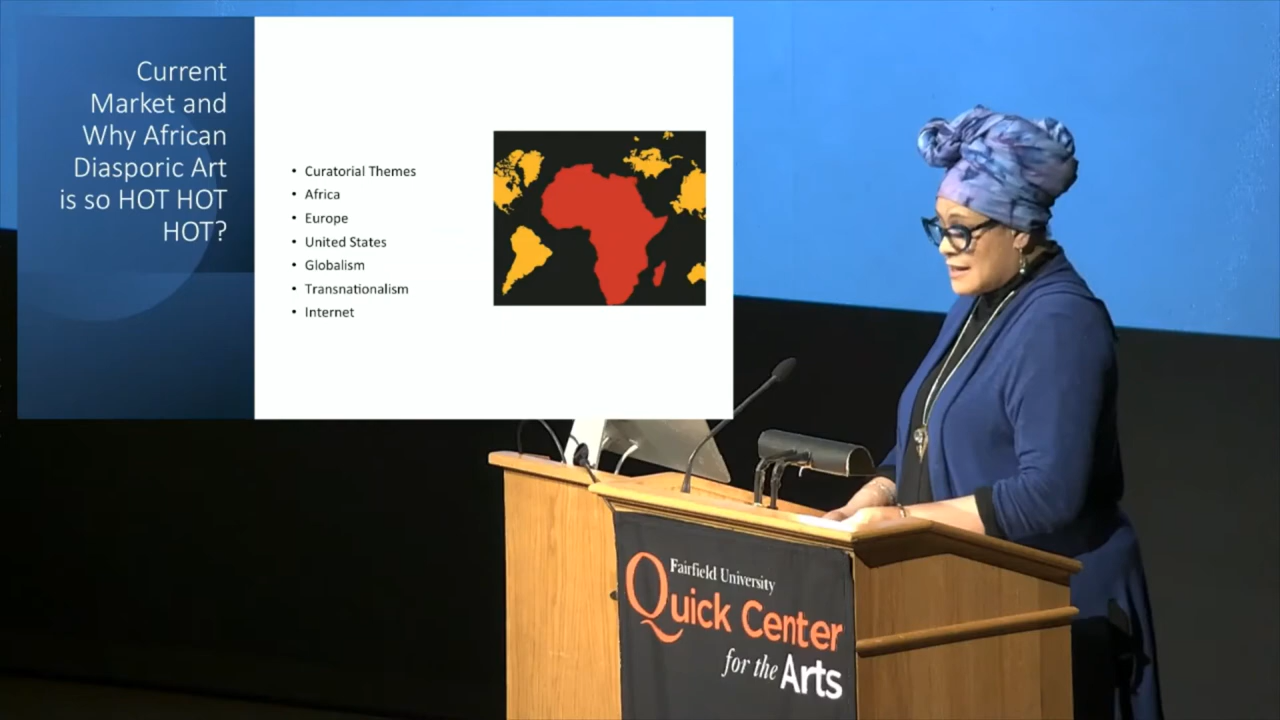 Current
Market and
Why African
Diasporic Art
is so HOT HOT
HOT?
• Curatorial Themes
• Africa
• Europe
• United States
• Globalism
• Transnationalism
• Internet
Fairfield University
Quick Center
for the Arts